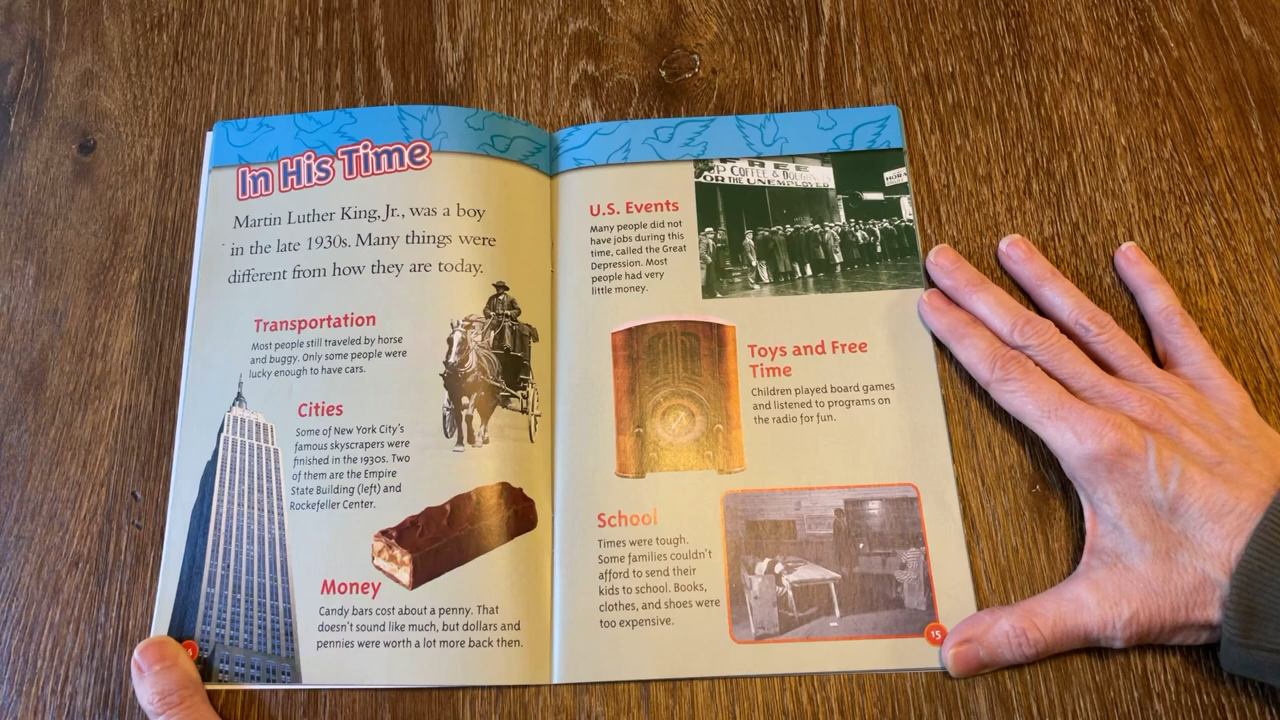 In His Time
Martin Luther King, Jr., was a boy
in the late 1930s. Many things were
different from how they are today.
Transportation
Most people still traveled by horse
and buggy. Only some people were
lucky enough to have cars.
Cities
Some of New York City's
famous skyscrapers were
finished in the 1930s. Two
of them are the Empire
State Building (left) and
Rockefeller Center.
Money
Candy bars cost about a penny. That
doesn't sound like much, but dollars and
pennies were worth a lot more back then.
U.S. Events
Many people did not
have jobs during this
time, called the Great
Depression. Most
people had very
little money.
FREE
COFFEE &
FOR THE UNEMPLOYED
Toys and Free
Time
Children played board games
and listened to programs on
the radio for fun.
School
Times were tough.
Some families couldn't
afford to send their
kids to school. Books,
clothes, and shoes were
too expensive.
15